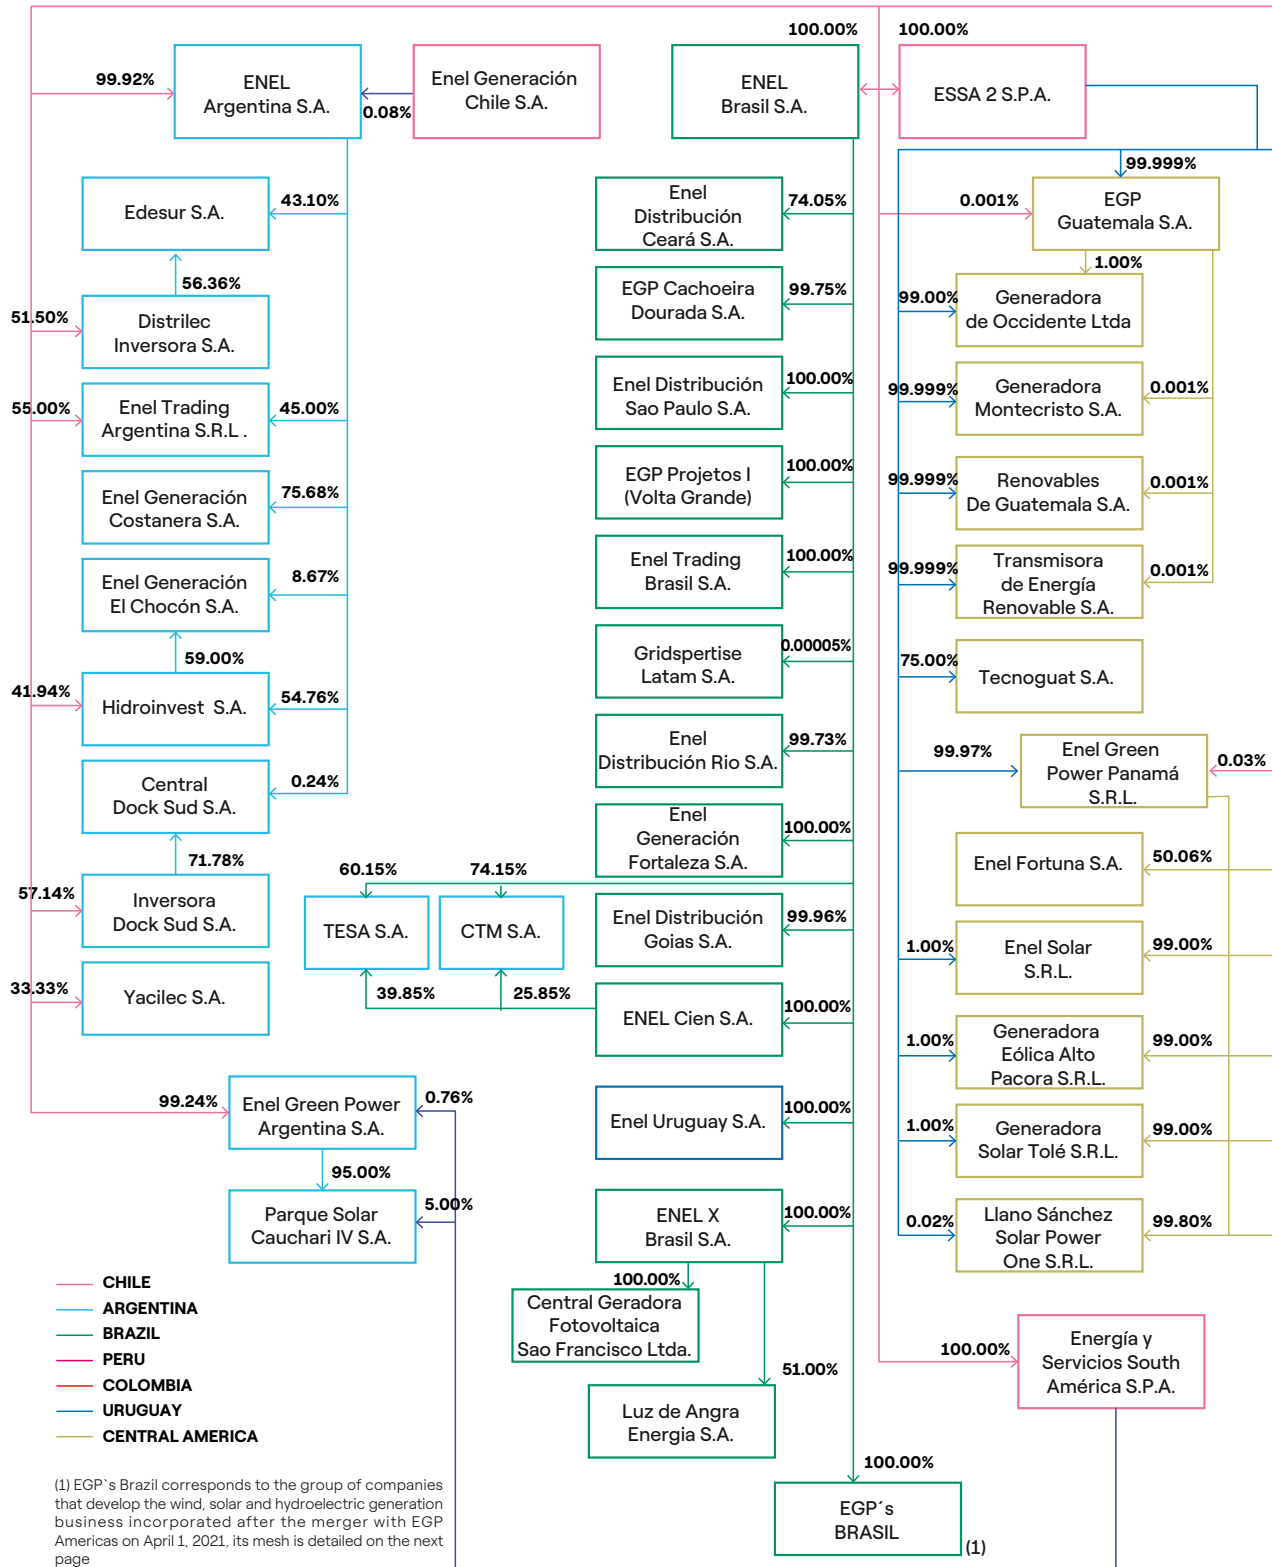 100.00%
100.00%
99.92%
ENEL
Argentina S.A.
0.08%
Enel Generación
Chile S.A.
ENEL
Brasil S.A.
ESSA 2 S.P.A.
99.999%
Edesur S.A.
43.10%
Enel
Distribución
Ceará S.A.
74.05%
0.001%
EGP
Guatemala S.A.
56.36%
1.00%
51.50%
Distrilec
Inversora S.A.
EGP Cachoeira
Dourada S.A.
99.75%
99.00%
Generadora
de Occidente Ltda
55.00%
Enel Trading
Argentina S.R.L .
45.00%
Enel Distribución
Sao Paulo S.A.
100.00%
99.999%
Generadora
Montecristo S.A.
0.001%
Enel Generación
Costanera S.A.
75.68%
EGP Projetos I
(Volta Grande)
100.00%
99.999%
Renovables
De Guatemala S.A.
0.001%
Enel Generación
El Chocón S.A.
8.67%
Enel Trading
Brasil S.A.
100.00%
99.999%
Transmisora
de Energía
Renovable S.A.
0.001%
59.00%
41.94%
Hidroinvest S.A.
54.76%
Gridspertise
Latam S.A.
0.00005%
75.00%
Tecnoguat S.A.
Central
Dock Sud S.A.
0.24%
Enel
Distribución Rio S.A.
99.73%
99.97%
Enel Green
Power Panamá
S.R.L.
0.03%
71.78%
Enel
Generación
Fortaleza S.A.
100.00%
Enel Fortuna S.A.
50.06%
57.14%
Inversora
Dock Sud S.A.
60.15%
74.15%
TESA S.A.
CTM S.A.
Enel Distribución
Goias S.A.
99.96%
1.00%
Enel Solar
S.R.L.
99.00%
33.33%
Yacilec S.A.
39.85%
25.85%
ENEL Cien S.A.
100.00%
1.00%
Generadora
Eólica Alto
Pacora S.R.L.
99.00%
99.24%
Enel Green Power
Argentina S.A.
0.76%
Enel Uruguay S.A.
100.00%
1.00%
Generadora
Solar Tolé S.R.L.
99.00%
95.00%
Parque Solar
Cauchari IV S.A.
5.00%
ENEL X
Brasil S.A.
100.00%
0.02%
Llano Sánchez
Solar Power
One S.R.L.
99.80%
100.00%
Central Geradora
Fotovoltaica
Sao Francisco Ltda.
51.00%
Luz de Angra
Energia S.A.
100.00%
Energía y
Servicios South
América S.P.A.
CHILE
ARGENTINA
BRAZIL
PERU
COLOMBIA
URUGUAY
CENTRAL AMERICA
100.00%
EGP´s
BRASIL
(1)
(1) EGP`s Brazil corresponds to the group of companies
that develop the wind, solar and hydroelectric generation
business incorporated after the merger with EGP
Americas on April 1, 2021, its mesh is detailed on the next
page